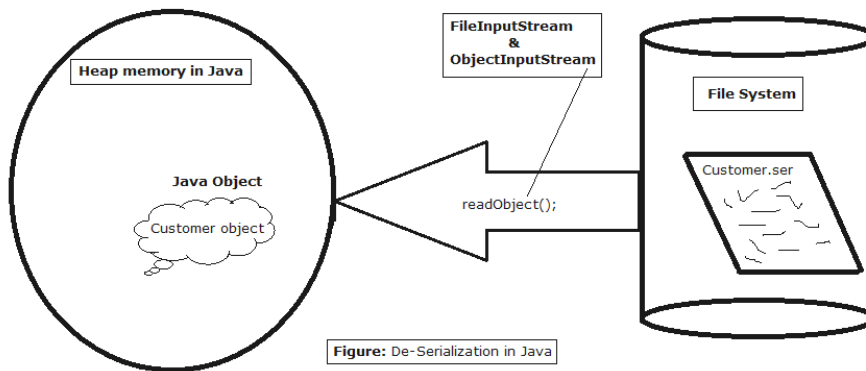 FileInputStream
&
ObjectInputStream
Heap memory in Java
File System
Customer.ser
Java Object
Customer object
readObject();
Figure: De-Serialization in Java